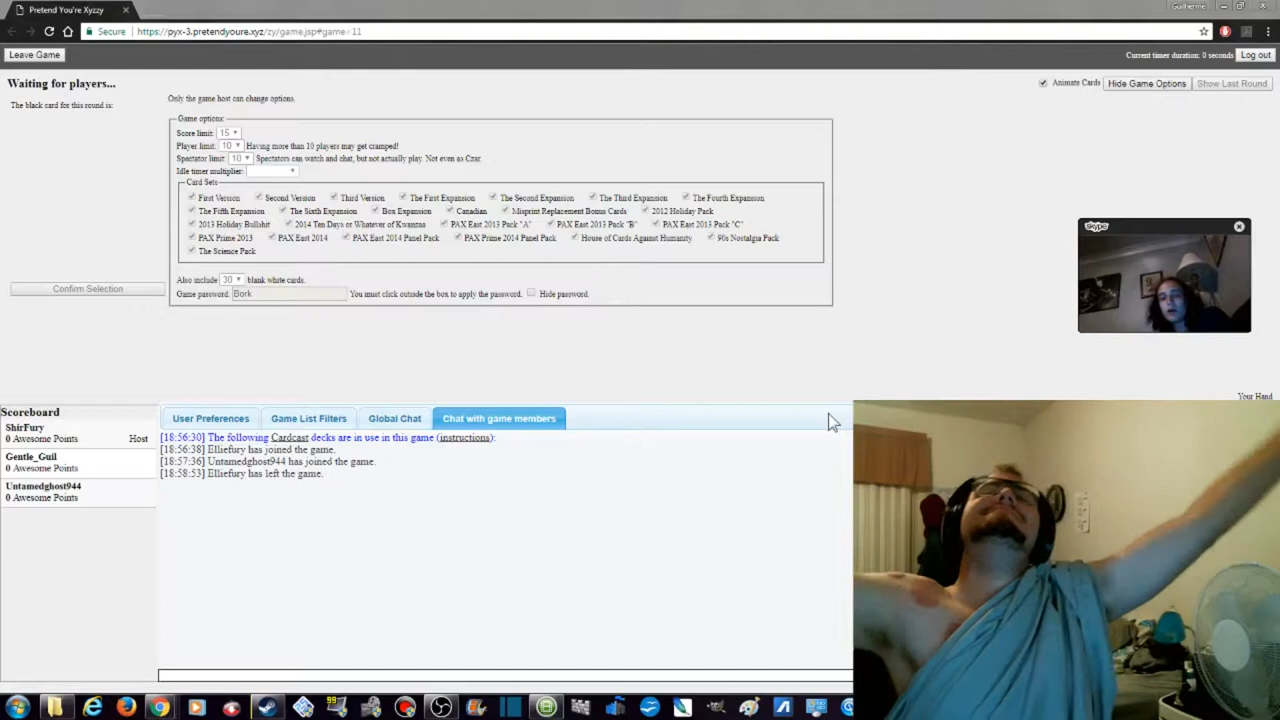 Pretend You're Xyzzy
Guilherme
Secure https://pyx-3.pretendyoure.xyz/zy/game.jsp#game=11
Leave Game
Current timer duration: 0 seconds Log out
Waiting for players...
Animate Cards Hide Game Options Show Last Round
The black card for this round is:
Only the game host can change options.
Game options:
Score limit: 15
Player limit: 10 Having more than 10 players may get cramped!
Spectator limit: 10 Spectators can watch and chat, but not actually play. Not even as Czar.
Idle timer multiplier:
Card Sets
First Version Second Version Third Version The First Expansion The Second Expansion The Third Expansion The Fourth Expansion
The Fifth Expansion The Sixth Expansion Box Expansion Canadian Misprint Replacement Bonus Cards 2012 Holiday Pack
2013 Holiday Bullshit 2014 Ten Days or Whatever of Kwanzaa PAX East 2013 Pack "A" PAX East 2013 Pack "B" PAX East 2013 Pack "C"
PAX Prime 2013 PAX East 2014 PAX East 2014 Panel Pack PAX Prime 2014 Panel Pack House of Cards Against Humanity 90s Nostalgia Pack
The Science Pack
Also include 30 blank white cards.
Game password: Bork You must click outside the box to apply the password. Hide password.
Confirm Selection
skype
Your Hand
Scoreboard
ShirFury
0 Awesome Points Host
Gentle_Guil
0 Awesome Points
Untamedghost944
0 Awesome Points
User Preferences Game List Filters Global Chat Chat with game members
[18:56:30] The following Cardcast decks are in use in this game (instructions):
[18:56:38] Elliefury has joined the game.
[18:57:36] Untamedghost944 has joined the game.
[18:58:53] Elliefury has left the game.
99